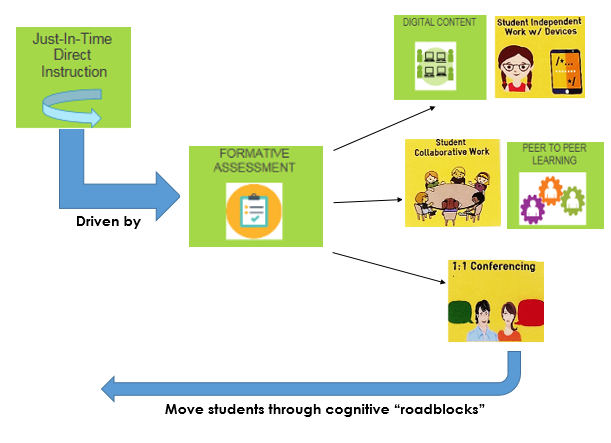 Just-In-Time
Direct
Instruction
Driven by
FORMATIVE
ASSESSMENT
DIGITAL CONTENT
Student Independent
Work w/ Devices
/*...
*/
Student
Collaborative Work
PEER TO PEER
LEARNING
1:1 Conferencing
Move students through cognitive “roadblocks”